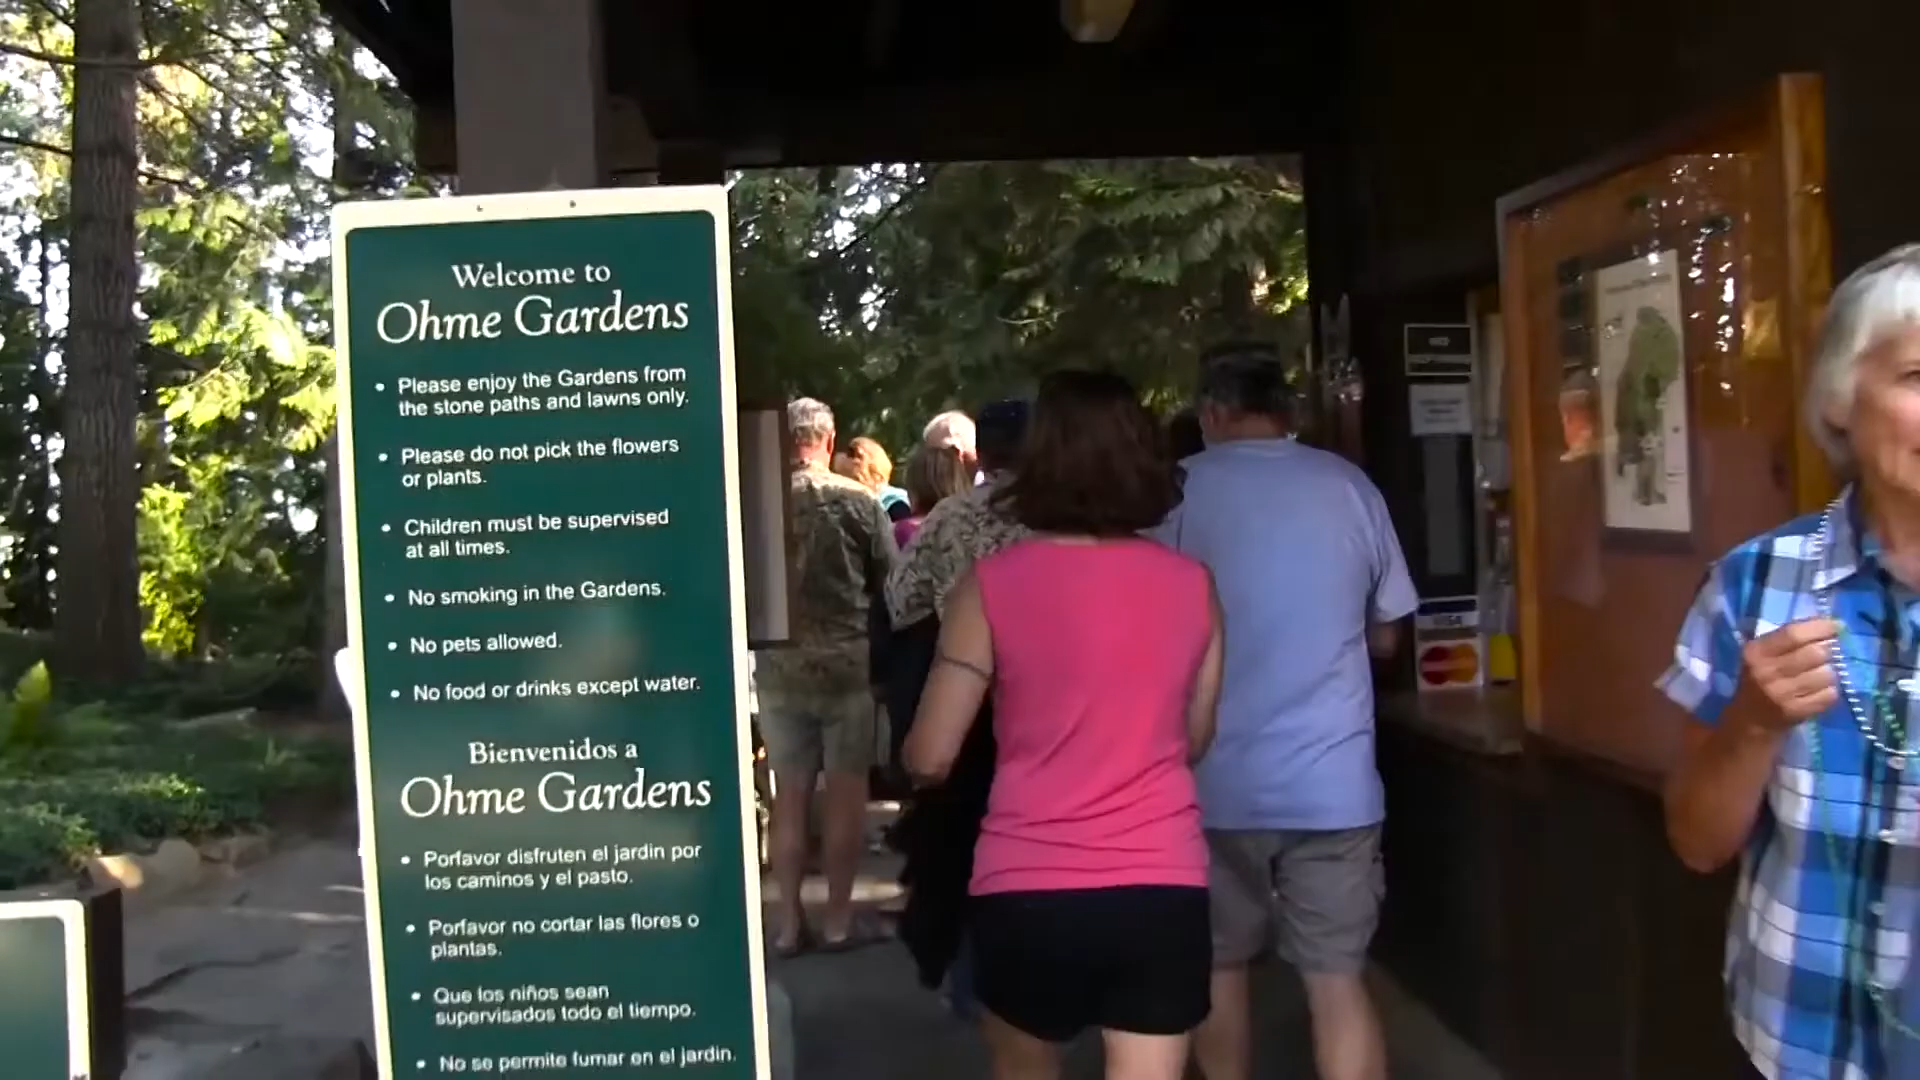 Welcome to
Ohme Gardens
• Please enjoy the Gardens from
the stone paths and lawns only.
• Please do not pick the flowers
or plants.
• Children must be supervised
at all times.
• No smoking in the Gardens.
• No pets allowed.
• No food or drinks except water.
Bienvenidos a
Ohme Gardens
• Porfavor disfruten el jardin por
los caminos y el pasto.
• Porfavor no cortar las flores o
plantas.
• Que los niños sean
supervisados todo el tiempo.
• No se permite fumar en el jardin.
VISA